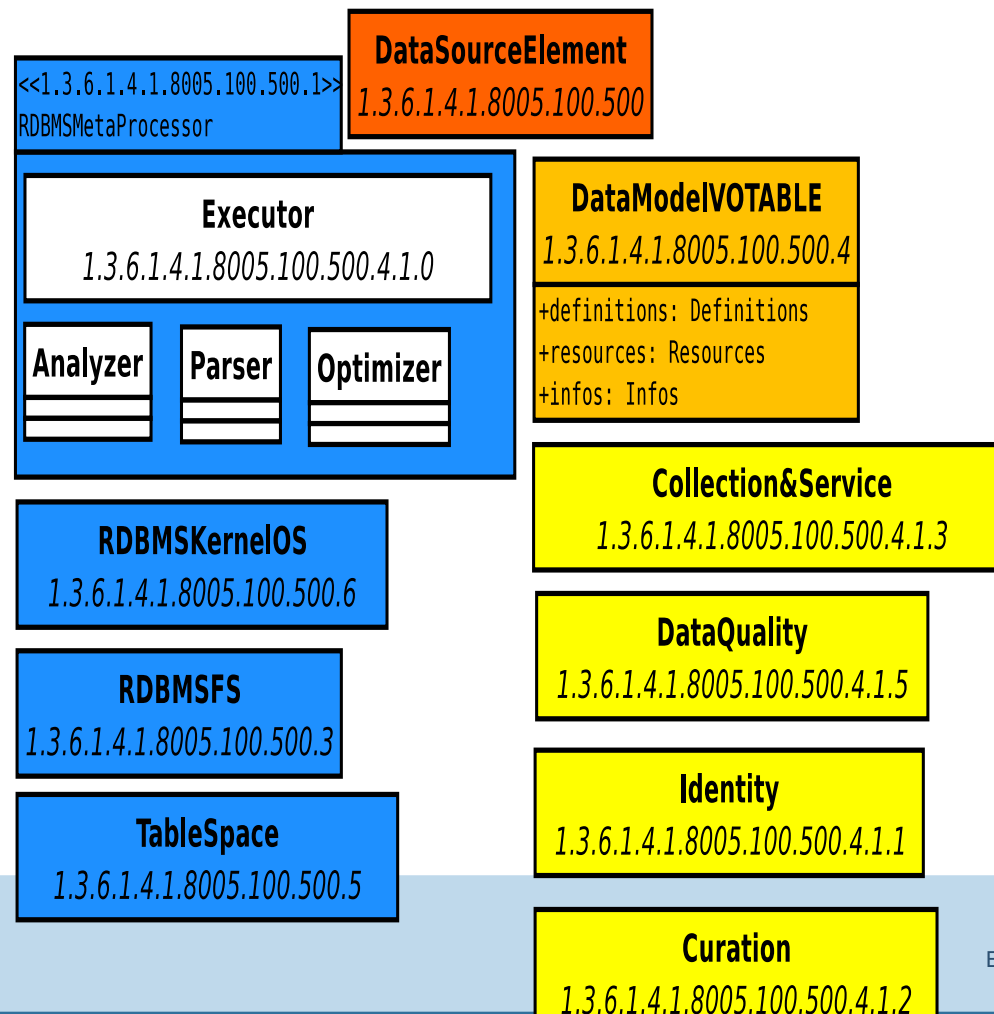 DataSourceElement
1.3.6.1.4.1.8005.100.500
<<1.3.6.1.4.1.8005.100.500.1>>
RDBMSMetaProcessor
Executor
1.3.6.1.4.1.8005.100.500.4.1.0
Analyzer
Parser
Optimizer
RDBMSKernelOS
1.3.6.1.4.1.8005.100.500.6
RDBMSFS
1.3.6.1.4.1.8005.100.500.3
TableSpace
1.3.6.1.4.1.8005.100.500.5
DataModelVOTABLE
1.3.6.1.4.1.8005.100.500.4
+definitions: Definitions
+resources: Resources
+infos: Infos
Collection&Service
1.3.6.1.4.1.8005.100.500.4.1.3
DataQuality
1.3.6.1.4.1.8005.100.500.4.1.5
Identity
1.3.6.1.4.1.8005.100.500.4.1.1
Curation
1.3.6.1.4.1.8005.100.500.4.1.2